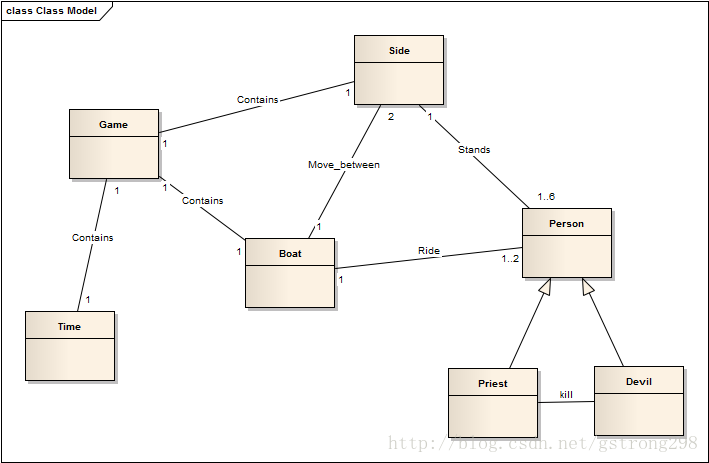 class Class Model
Side
Contains
1
2
1
Game
1
Move_between
Stands
1
1
Contains
1..6
Person
Contains
1
1
Boat
Ride
1..2
1
1
Time
Priest
kill
Devil
http://blog.csdn.net/gstrong298